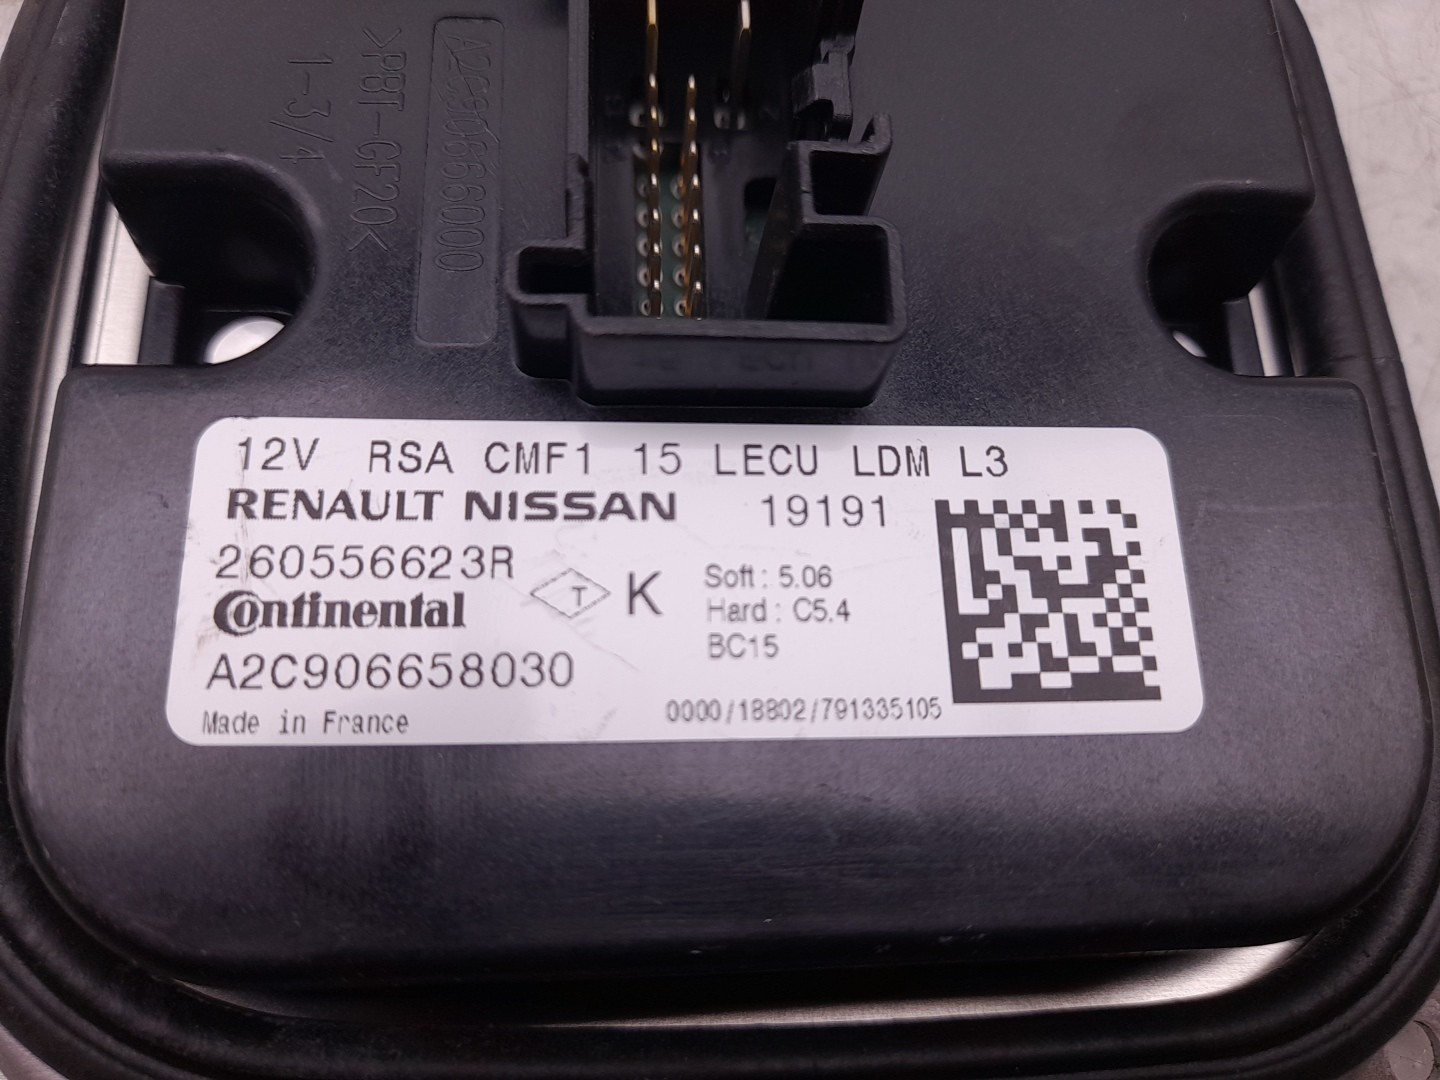 >PBT-GF20<
1-3/4
A2C9066600
12V RSA CMF1 15 LECU LDM L3
RENAULT NISSAN 19191
260556623R
Continental
T K
Soft: 5.06
Hard: C5.4
BC15
A2C906658030
Made in France
0000/18802/791335105